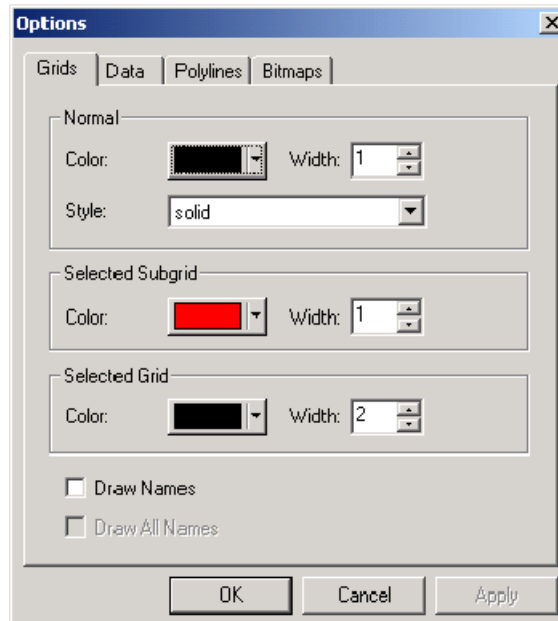 Options
Grids Data Polylines Bitmaps
Normal
Color: Width: 1
Style: solid
Selected Subgrid
Color: Width: 1
Selected Grid
Color: Width: 2
Draw Names
Draw All Names
OK Cancel Apply